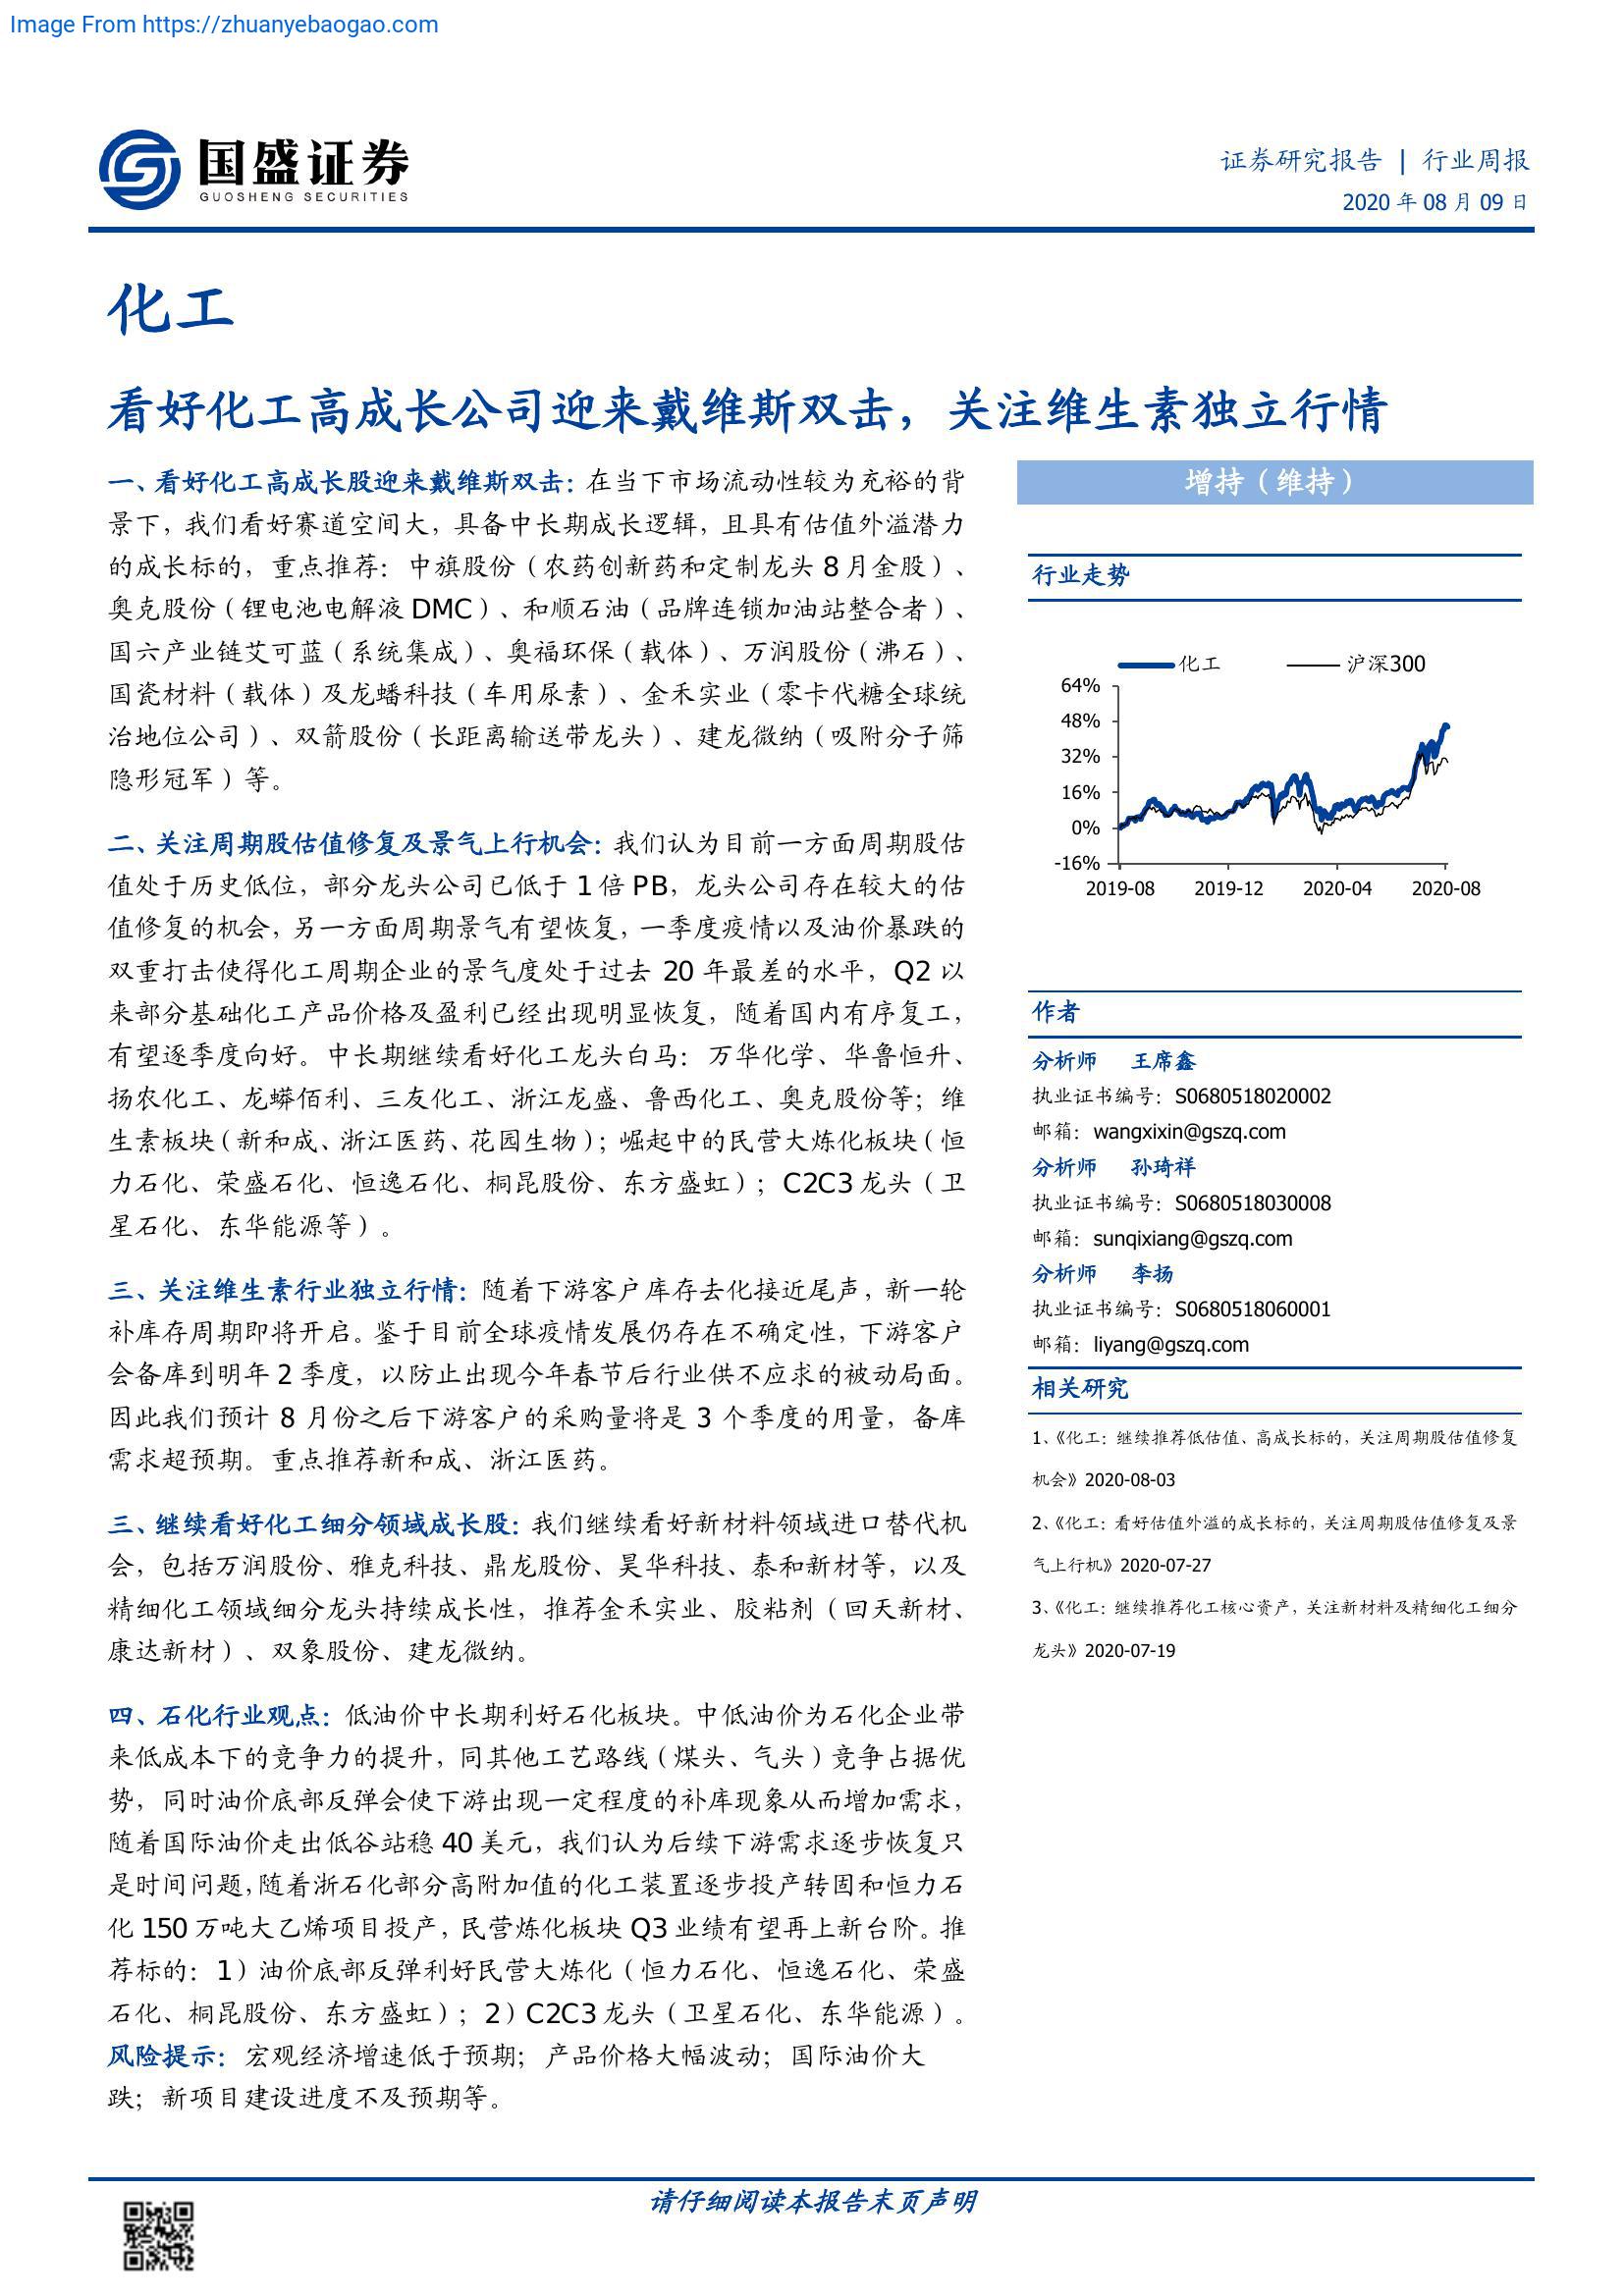 Image From https://zhuanyebaogao.com
国盛证券
GUOSHENG SECURITIES
证券研究报告 | 行业周报
2020 年 08 月 09 日
化工
看好化工高成长公司迎来戴维斯双击，关注维生素独立行情
一、看好化工高成长股迎来戴维斯双击：在当下市场流动性较为充裕的背
景下，我们看好赛道空间大，具备中长期成长逻辑，且具有估值外溢潜力
的成长标的，重点推荐：中旗股份（农药创新药和定制龙头 8 月金股）、
奥克股份（锂电池电解液 DMC）、和顺石油（品牌连锁加油站整合者）、
国六产业链艾可蓝（系统集成）、奥福环保（载体）、万润股份（沸石）、
国瓷材料（载体）及龙蟠科技（车用尿素）、金禾实业（零卡代糖全球统
治地位公司）、双箭股份（长距离输送带龙头）、建龙微纳（吸附分子筛
隐形冠军）等。
二、关注周期股估值修复及景气上行机会：我们认为目前一方面周期股估
值处于历史低位，部分龙头公司已低于 1 倍 PB，龙头公司存在较大的估
值修复的机会，另一方面周期景气有望恢复，一季度疫情以及油价暴跌的
双重打击使得化工周期企业的景气度处于过去 20 年最差的水平，Q2 以
来部分基础化工产品价格及盈利已经出现明显恢复，随着国内有序复工，
有望逐季度向好。中长期继续看好化工龙头白马：万华化学、华鲁恒升、
扬农化工、龙蟒佰利、三友化工、浙江龙盛、鲁西化工、奥克股份等；维
生素板块（新和成、浙江医药、花园生物）；崛起中的民营大炼化板块（恒
力石化、荣盛石化、恒逸石化、桐昆股份、东方盛虹）；C2C3 龙头（卫
星石化、东华能源等）。
三、关注维生素行业独立行情：随着下游客户库存去化接近尾声，新一轮
补库存周期即将开启。鉴于目前全球疫情发展仍存在不确定性，下游客户
会备库到明年 2 季度，以防止出现今年春节后行业供不应求的被动局面。
因此我们预计 8 月份之后下游客户的采购量将是 3 个季度的用量，备库
需求超预期。重点推荐新和成、浙江医药。
三、继续看好化工细分领域成长股：我们继续看好新材料领域进口替代机
会，包括万润股份、雅克科技、鼎龙股份、昊华科技、泰和新材等，以及
精细化工领域细分龙头持续成长性，推荐金禾实业、胶粘剂（回天新材、
康达新材）、双象股份、建龙微纳。
四、石化行业观点：低油价中长期利好石化板块。中低油价为石化企业带
来低成本下的竞争力的提升，同其他工艺路线（煤头、气头）竞争占据优
势，同时油价底部反弹会使下游出现一定程度的补库现象从而增加需求，
随着国际油价走出低谷站稳 40 美元，我们认为后续下游需求逐步恢复只
是时间问题，随着浙石化部分高附加值的化工装置逐步投产转固和恒力石
化 150 万吨大乙烯项目投产，民营炼化板块 Q3 业绩有望再上新台阶。推
荐标的：1）油价底部反弹利好民营大炼化（恒力石化、恒逸石化、荣盛
石化、桐昆股份、东方盛虹）；2）C2C3 龙头（卫星石化、东华能源）。
风险提示：宏观经济增速低于预期；产品价格大幅波动；国际油价大
跌；新项目建设进度不及预期等。
增持（维持）
行业走势
化工 沪深300
64%
48%
32%
16%
0%
-16%
2019-08 2019-12 2020-04 2020-08
作者
分析师 王席鑫
执业证书编号：S0680518020002
邮箱：wangxixin@gszq.com
分析师 孙琦祥
执业证书编号：S0680518030008
邮箱：sunqixiang@gszq.com
分析师 李扬
执业证书编号：S0680518060001
邮箱：liyang@gszq.com
相关研究
1、《化工：继续推荐低估值、高成长标的，关注周期股估值修复
机会》2020-08-03
2、《化工：看好估值外溢的成长标的，关注周期股估值修复及景
气上行机》2020-07-27
3、《化工：继续推荐化工核心资产，关注新材料及精细化工细分
龙头》2020-07-19
请仔细阅读本报告末页声明